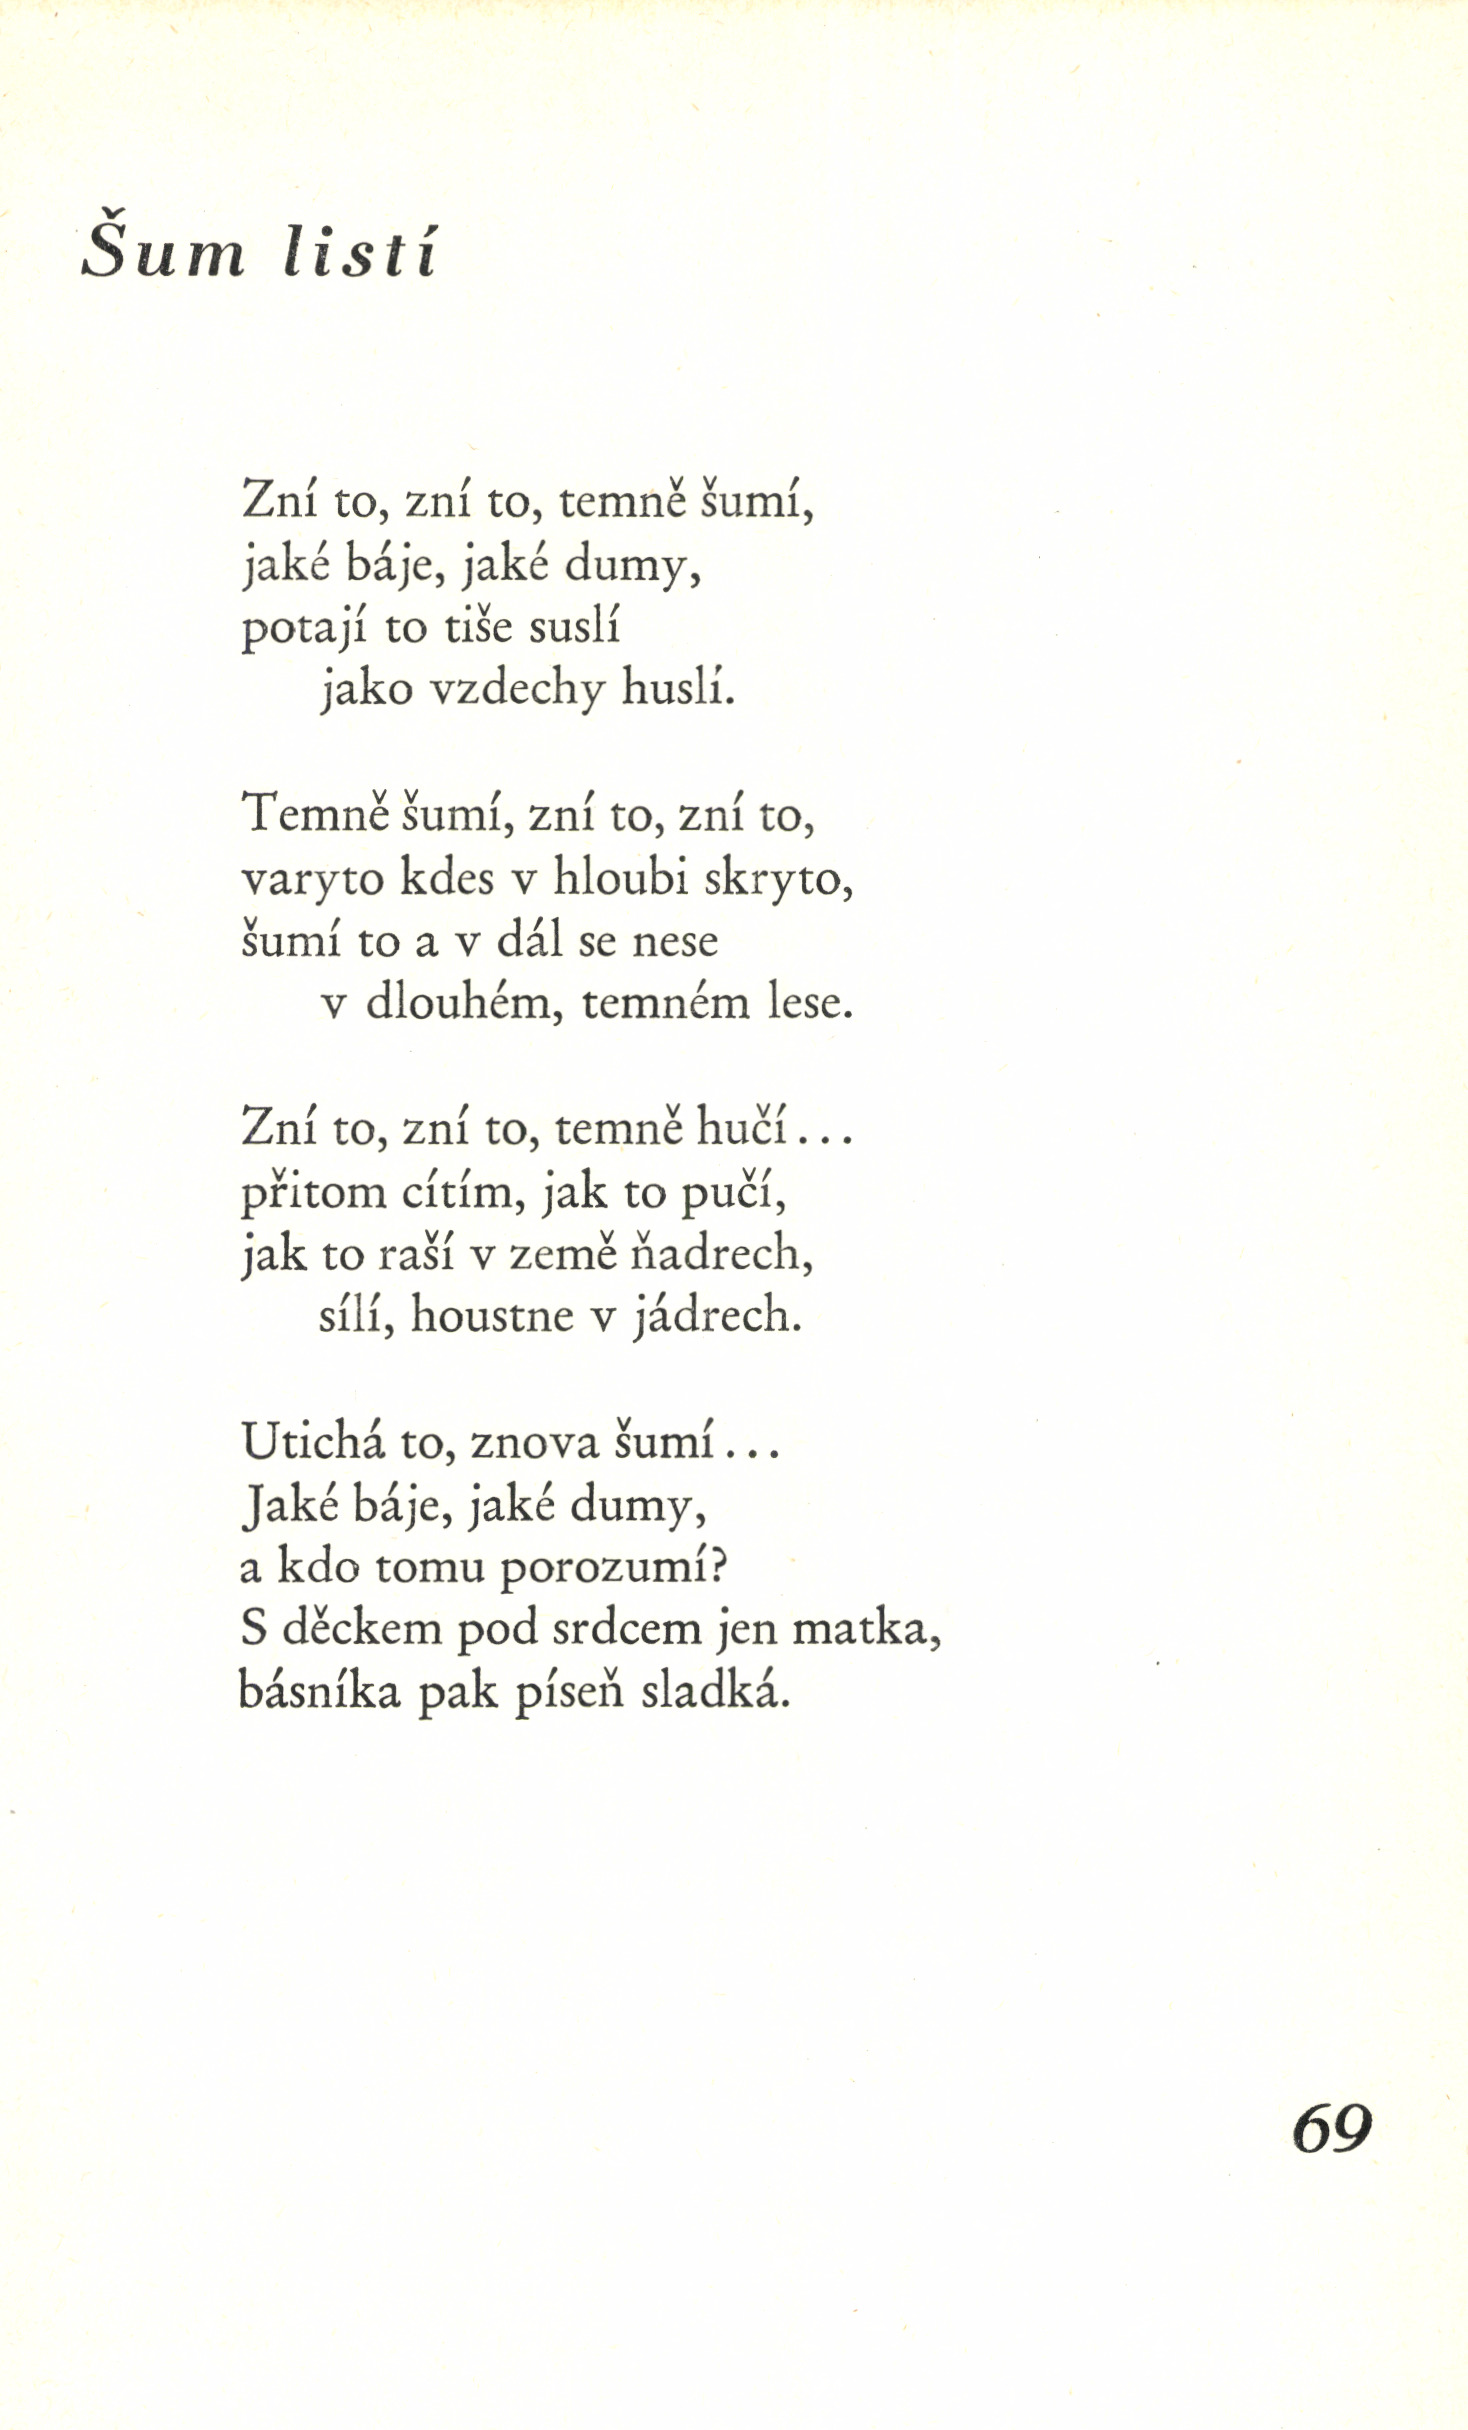 Šum listí
Zní to, zní to, temně šumí,
jaké báje, jaké dumy,
potají to tiše suslí
jako vzdechy huslí.
Temně šumí, zní to, zní to,
varyto kdes v hloubi skryto,
šumí to a v dál se nese
v dlouhém, temném lese.
Zní to, zní to, temně hučí...
přitom cítím, jak to pučí,
jak to raší v země ňadrech,
sílí, houstne v jádrech.
Utichá to, znova šumí...
Jaké báje, jaké dumy,
a kdo tomu porozumí?
S děckem pod srdcem jen matka,
básníka pak píseň sladká.
69